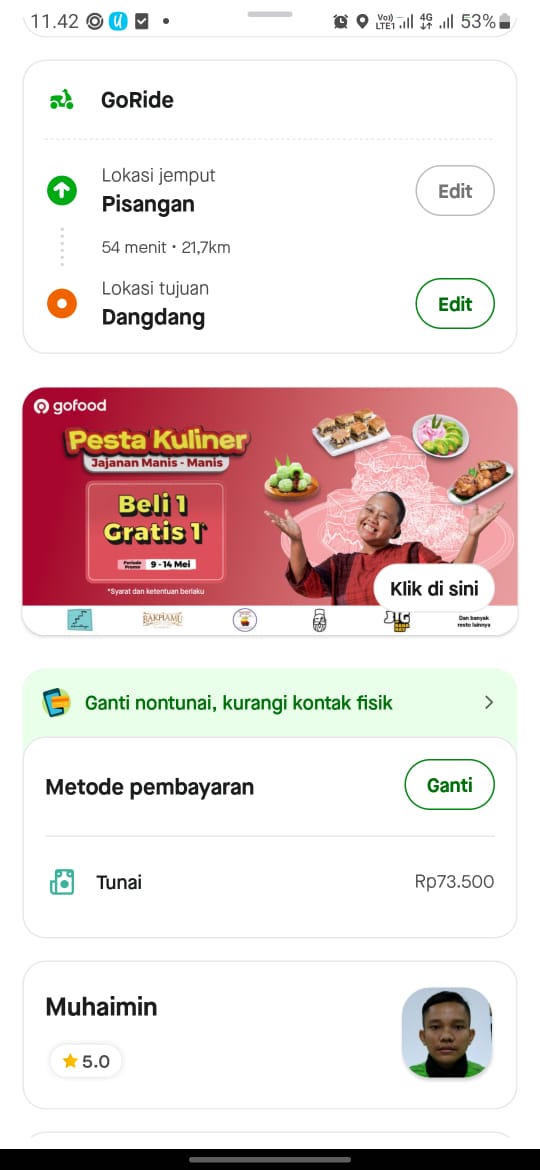 11.42
Vo))
LTE1
4G
53%
GoRide
Lokasi jemput
Pisangan
Edit
54 menit • 21,7km
Lokasi tujuan
Dangdang
Edit
gofood
Pesta Kuliner
Jajanan Manis - Manis
Beli 1
Gratis 1*
Periode
Promo
9 - 14 Mei
*Syarat dan ketentuan berlaku
Klik di sini
Dan banyak
resto lainnya
Ganti nontunai, kurangi kontak fisik
Metode pembayaran
Ganti
Tunai
Rp73.500
Muhaimin
5.0